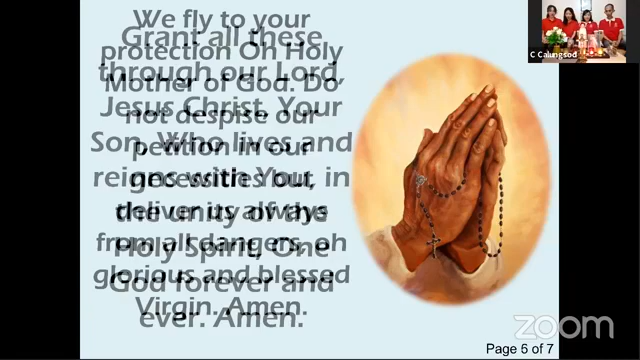 We fly to your
protection Oh Holy
Mother of God. Do
not despise our
petition in our
necessities but,
deliver us always
from all dangers, oh
glorious and blessed
Virgin. Amen.
Grant all these
through our Lord,
Jesus Christ, Your
Son, Who lives and
reigns with You, in
the unity of the
Holy Spirit, One
God forever and
ever. Amen.
C Calungsod
zoom
Page 6 of 7